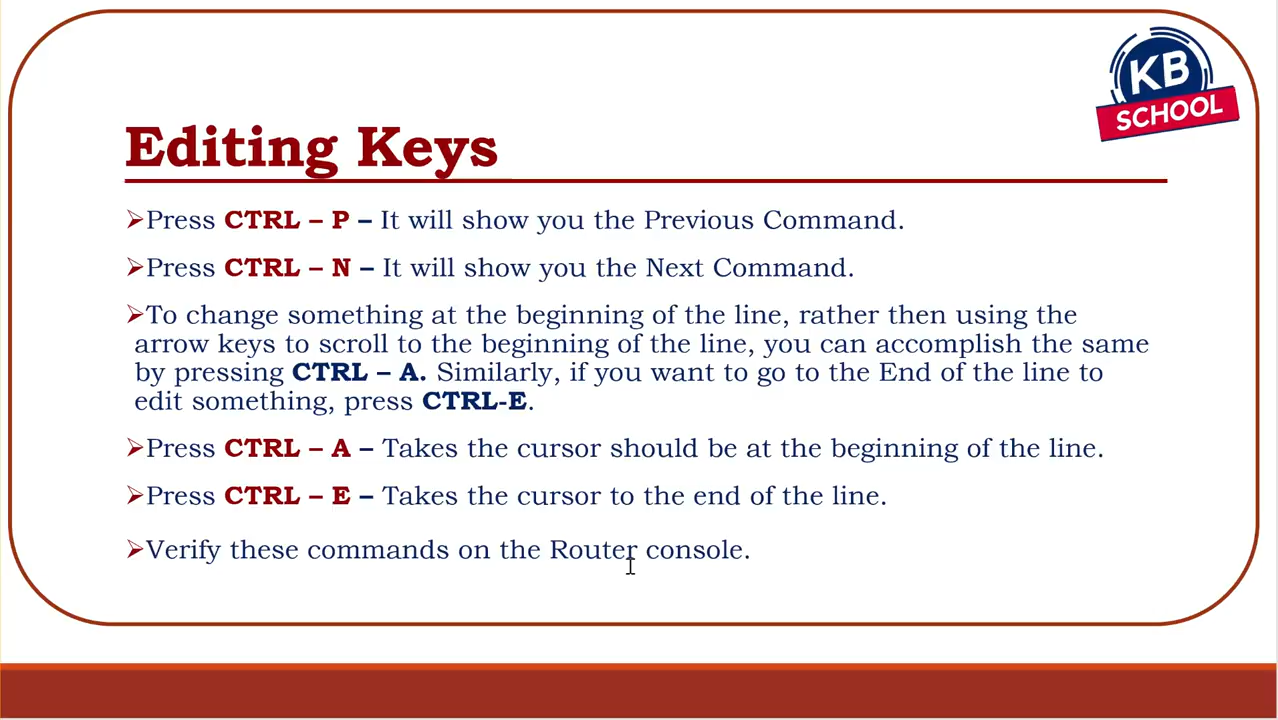 KB
SCHOOL
Editing Keys
➢Press CTRL – P – It will show you the Previous Command.
➢Press CTRL – N – It will show you the Next Command.
➢To change something at the beginning of the line, rather then using the
arrow keys to scroll to the beginning of the line, you can accomplish the same
by pressing CTRL – A. Similarly, if you want to go to the End of the line to
edit something, press CTRL-E.
➢Press CTRL – A – Takes the cursor should be at the beginning of the line.
➢Press CTRL – E – Takes the cursor to the end of the line.
➢Verify these commands on the Router console.